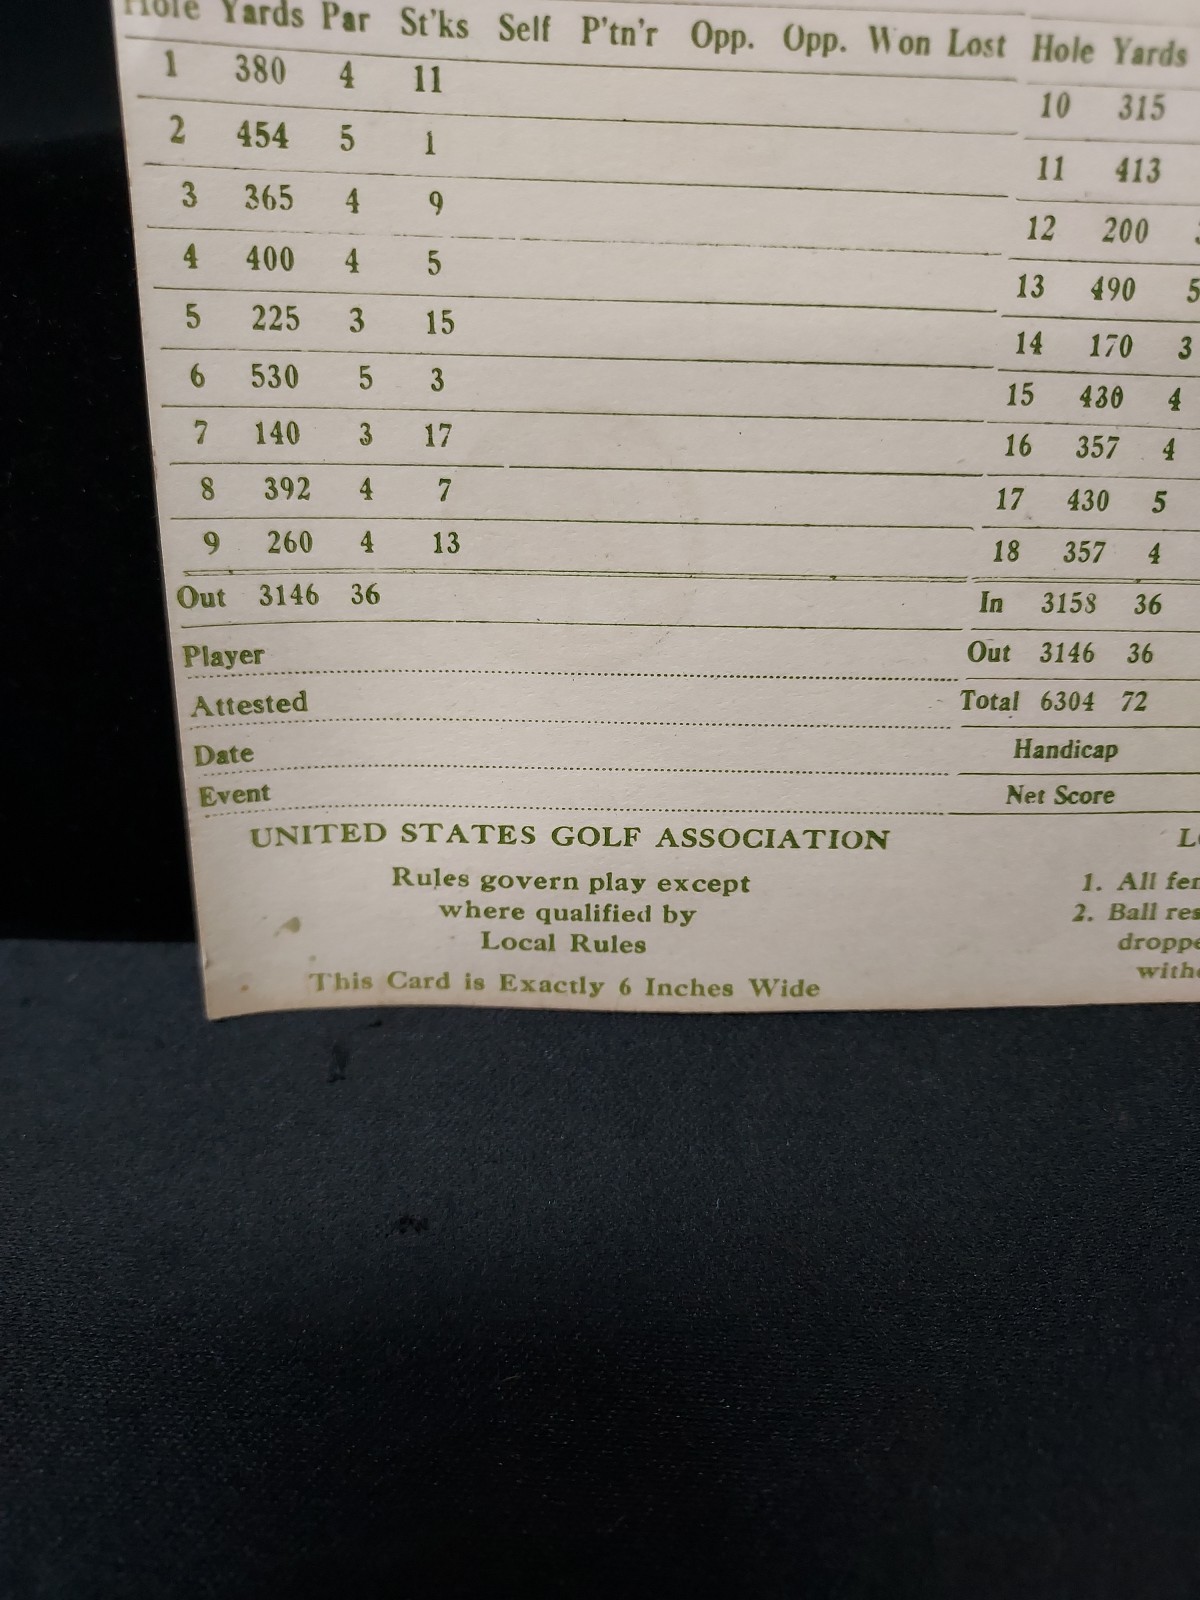 Hole Yards Par St'ks Self P'tn'r Opp. Opp. Won Lost Hole Yards
1 380 4 11 10 315
2 454 5 1 11 413
3 365 4 9 12 200
4 400 4 5 13 490 5
5 225 3 15 14 170 3
6 530 5 3 15 430 4
7 140 3 17 16 357 4
8 392 4 7 17 430 5
9 260 4 13 18 357 4
Out 3146 36 In 3158 36
Player Out 3146 36
Attested Total 6304 72
Date Handicap
Event Net Score
UNITED STATES GOLF ASSOCIATION
Rules govern play except
where qualified by
Local Rules
This Card is Exactly 6 Inches Wide
1. All
2. Ball